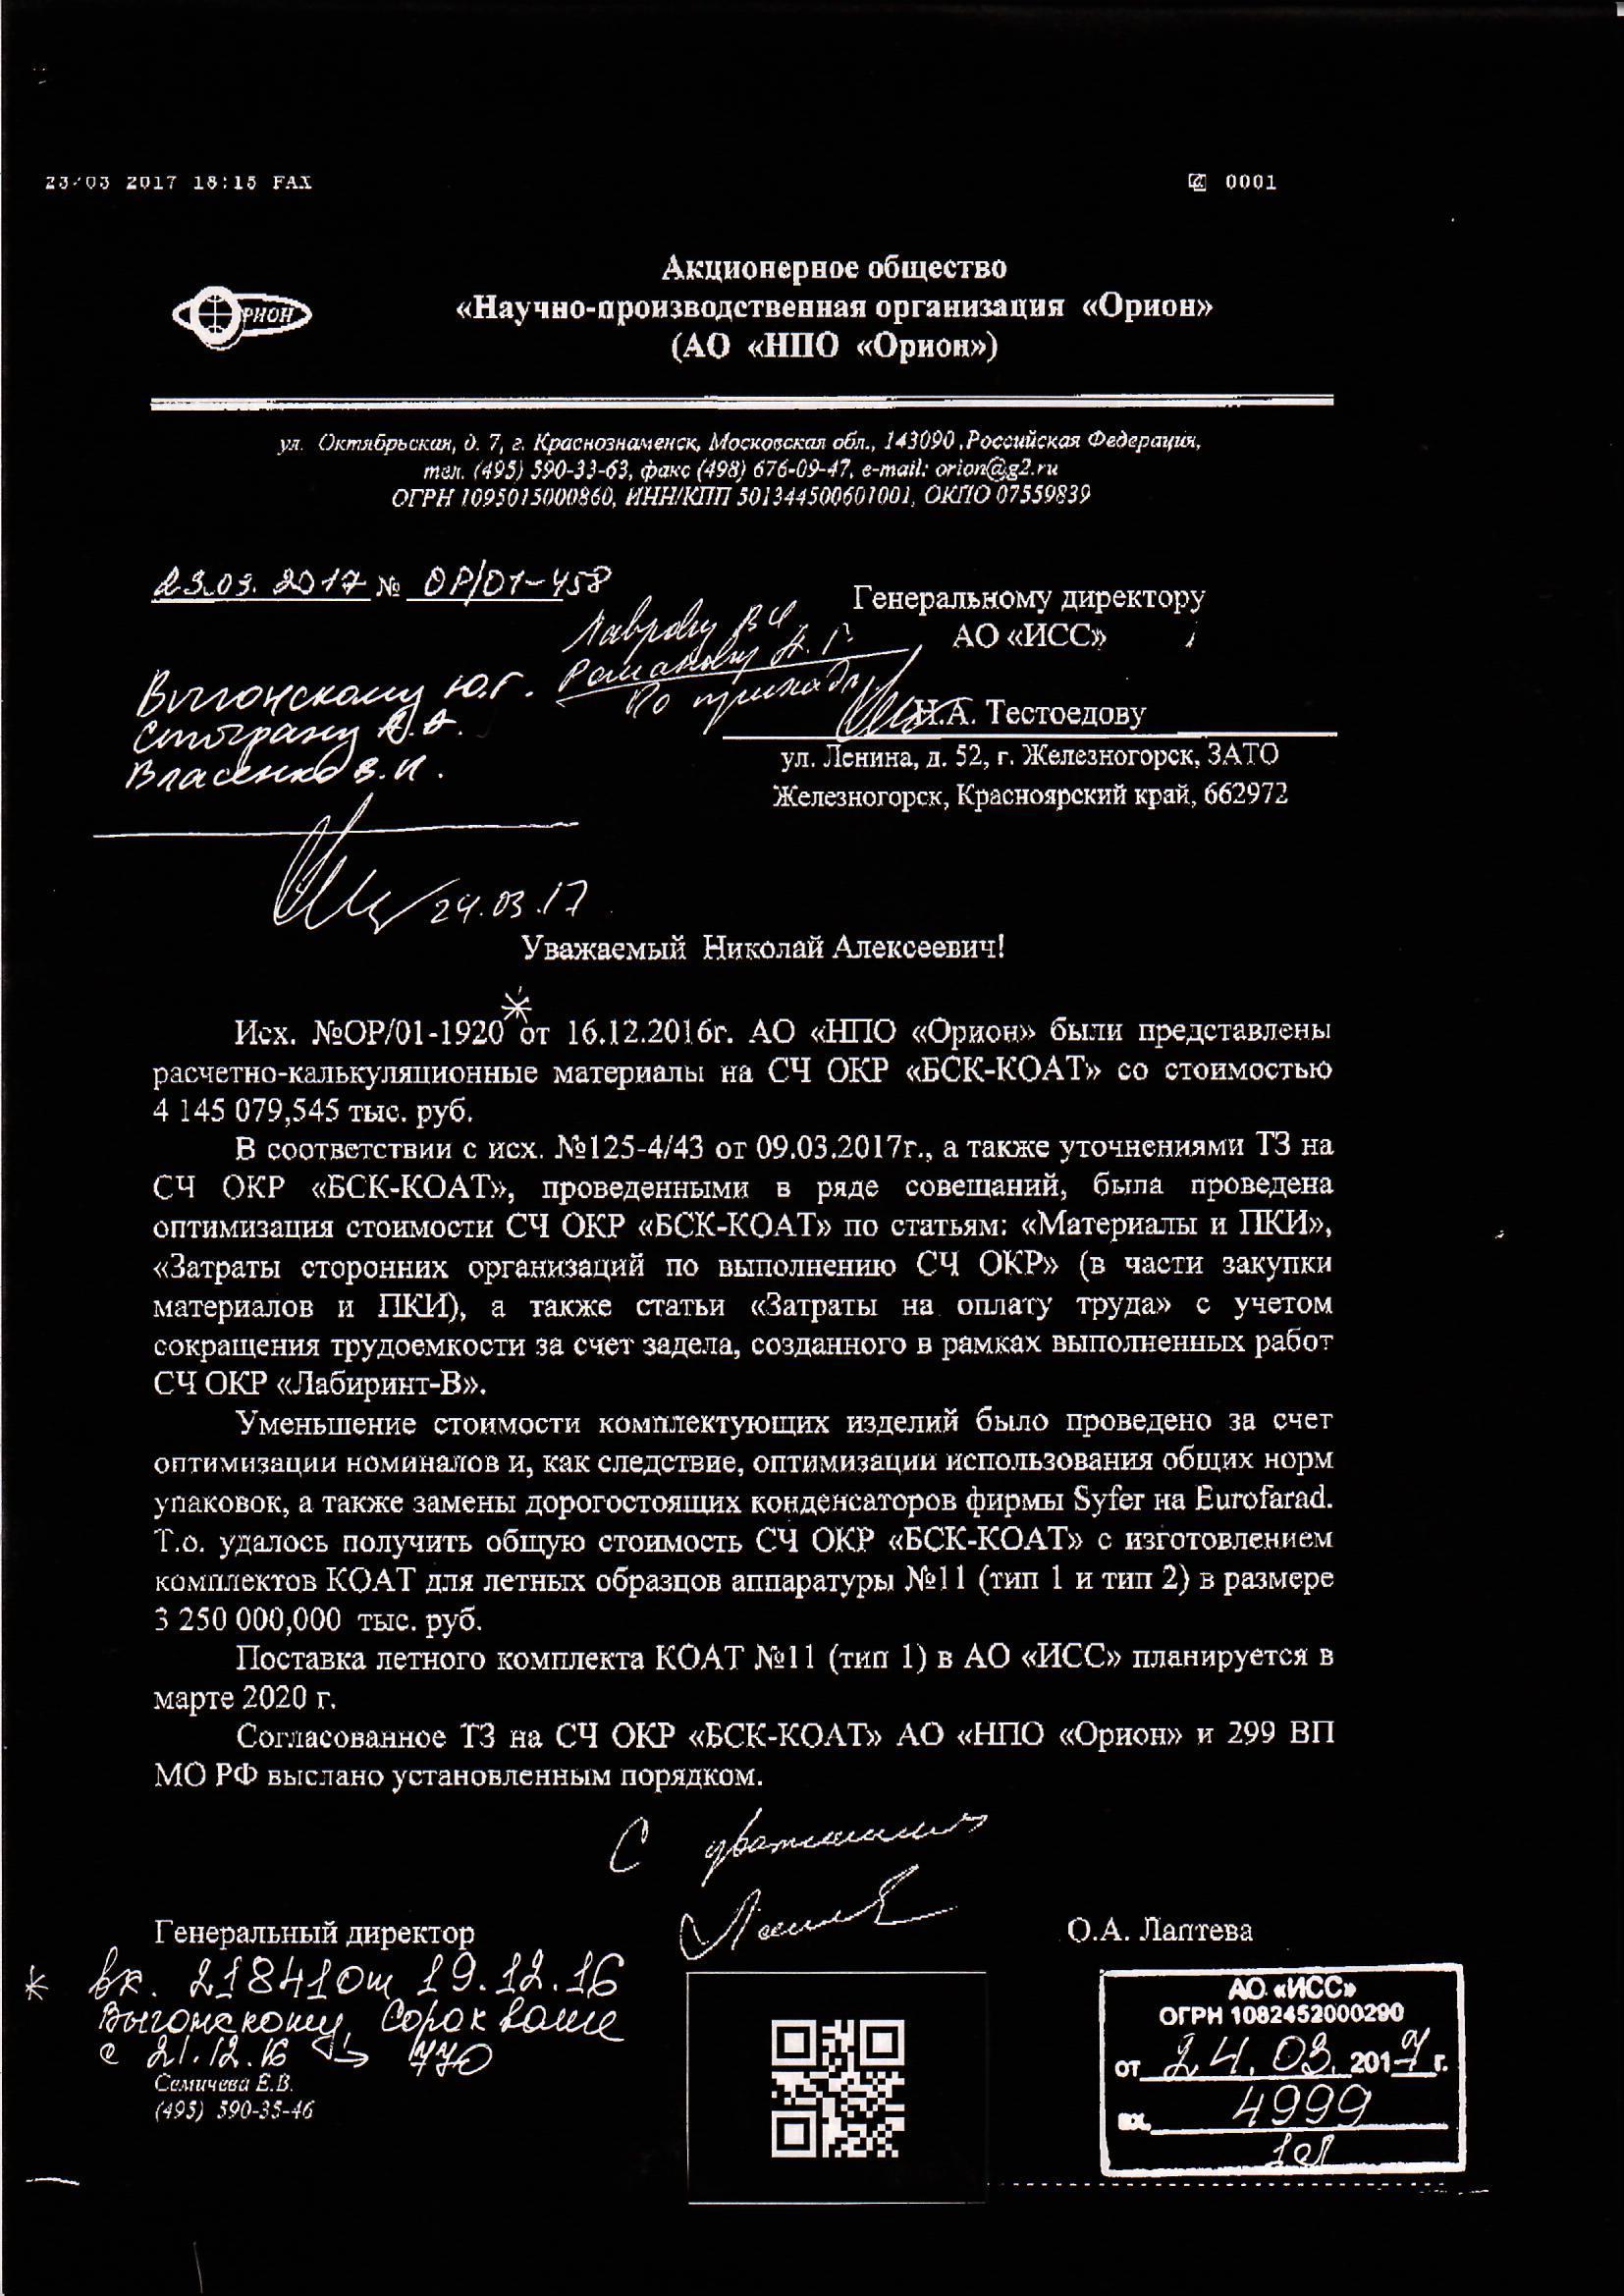 23/03 2017 18:15 FAX 0001
Акционерное общество
«Научно-производственная организация «Орион»
(АО «НПО «Орион»)
РИОН
ул. Октябрьская, д. 7, г. Краснознаменск, Московская обл., 143090 ,Российская Федерация,
тел. (495) 590-33-63, факс (498) 676-09-47, e-mail: orion@g2.ru
ОГРН 1095015000860, ИНН/КПП 501344500601001, ОКПО 07559839
23.03.2017 № ОР/01-458
Генеральному директору
АО «ИСС»
Н.А. Тестоедову
ул. Ленина, д. 52, г. Железногорск, ЗАТО
Железногорск, Красноярский край, 662972
Лаврову В
Романову А. Г.
По
Выгонскому Ю.Г.
Власенко В.И.
24.03.17
Уважаемый Николай Алексеевич!
Исх. №ОР/01-1920* от 16.12.2016г. АО «НПО «Орион» были представлены
расчетно-калькуляционные материалы на СЧ ОКР «БСК-КОАТ» со стоимостью
4 145 079,545 тыс. руб.
В соответствии с исх. №125-4/43 от 09.03.2017г., а также уточнениями ТЗ на
СЧ ОКР «БСК-КОАТ», проведенными в ряде совещаний, была проведена
оптимизация стоимости СЧ ОКР «БСК-КОАТ» по статьям: «Материалы и ПКИ»,
«Затраты сторонних организаций по выполнению СЧ ОКР» (в части закупки
материалов и ПКИ), а также статьи «Затраты на оплату труда» с учетом
сокращения трудоемкости за счет задела, созданного в рамках выполненных работ
СЧ ОКР «Лабиринт-В».
Уменьшение стоимости комплектующих изделий было проведено за счет
оптимизации номиналов и, как следствие, оптимизации использования общих норм
упаковок, а также замены дорогостоящих конденсаторов фирмы Syfer на Eurofarad.
Т.о. удалось получить общую стоимость СЧ ОКР «БСК-КОАТ» с изготовлением
комплектов КОАТ для летных образцов аппаратуры №11 (тип 1 и тип 2) в размере
3 250 000,000 тыс. руб.
Поставка летного комплекта КОАТ №11 (тип 1) в АО «ИСС» планируется в
марте 2020 г.
Согласованное ТЗ на СЧ ОКР «БСК-КОАТ» АО «НПО «Орион» и 299 ВП
МО РФ выслано установленным порядком.
С уважением
Генеральный директор
О.А. Лаптева
* вх. 21841 от 19.12.16
Выгонскому, Сорокваше
с 21.12.16 770
Семичева Е.В.
(495) 590-35-46
АО «ИСС»
ОГРН 1082452000290
от 24.03.2017 г.
вх. 4999
1